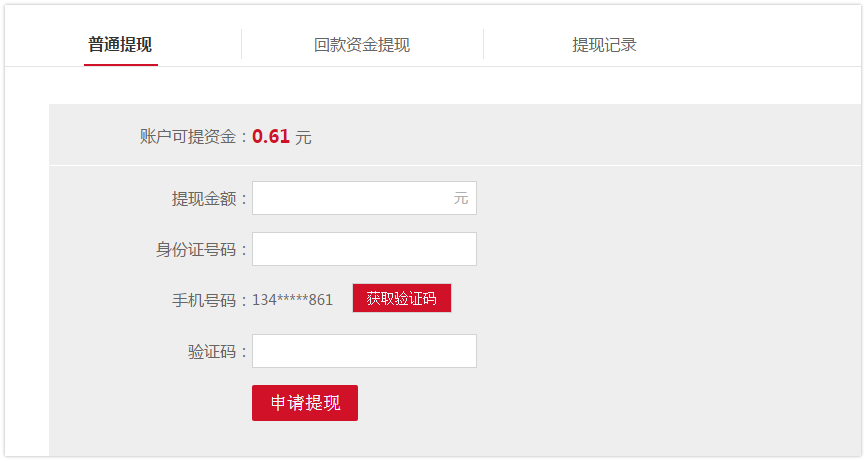 普通提现 回款资金提现 提现记录
账户可提资金：0.61 元
提现金额： 元
身份证号码：
手机号码：134*****861 获取验证码
验证码：
申请提现